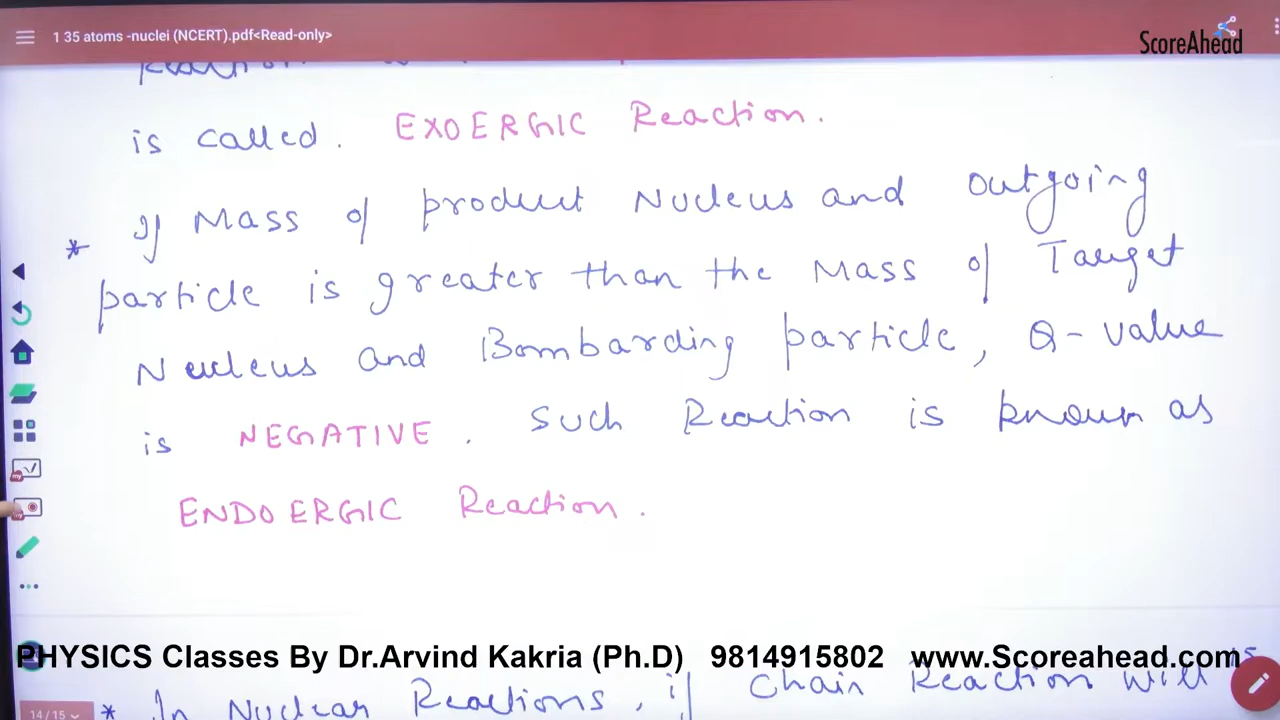 1 35 atoms -nuclei (NCERT).pdf<Read-only>
ScoreAhead
is called. EXOERGIC Reaction.
* If Mass of product Nucleus and outgoing
particle is greater than the Mass of Target
Nucleus and Bombarding particle, Q-value
is NEGATIVE. Such Reaction is known as
ENDOERGIC Reaction.
PHYSICS Classes By Dr.Arvind Kakria (Ph.D) 9814915802 www.Scoreahead.com
* In Nuclear Reactions, if Chain Reaction will
14/15